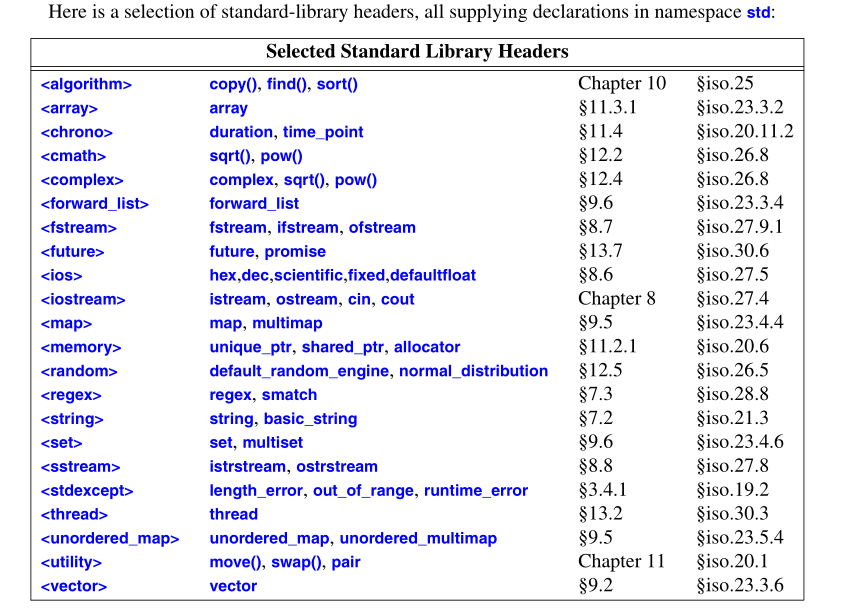 Here is a selection of standard-library headers, all supplying declarations in namespace std:
Selected Standard Library Headers
<algorithm> copy(), find(), sort() Chapter 10 §iso.25
<array> array §11.3.1 §iso.23.3.2
<chrono> duration, time_point §11.4 §iso.20.11.2
<cmath> sqrt(), pow() §12.2 §iso.26.8
<complex> complex, sqrt(), pow() §12.4 §iso.26.8
<forward_list> forward_list §9.6 §iso.23.3.4
<fstream> fstream, ifstream, ofstream §8.7 §iso.27.9.1
<future> future, promise §13.7 §iso.30.6
<ios> hex,dec,scientific,fixed,defaultfloat §8.6 §iso.27.5
<iostream> istream, ostream, cin, cout Chapter 8 §iso.27.4
<map> map, multimap §9.5 §iso.23.4.4
<memory> unique_ptr, shared_ptr, allocator §11.2.1 §iso.20.6
<random> default_random_engine, normal_distribution §12.5 §iso.26.5
<regex> regex, smatch §7.3 §iso.28.8
<string> string, basic_string §7.2 §iso.21.3
<set> set, multiset §9.6 §iso.23.4.6
<sstream> istrstream, ostrstream §8.8 §iso.27.8
<stdexcept> length_error, out_of_range, runtime_error §3.4.1 §iso.19.2
<thread> thread §13.2 §iso.30.3
<unordered_map> unordered_map, unordered_multimap §9.5 §iso.23.5.4
<utility> move(), swap(), pair Chapter 11 §iso.20.1
<vector> vector §9.2 §iso.23.3.6